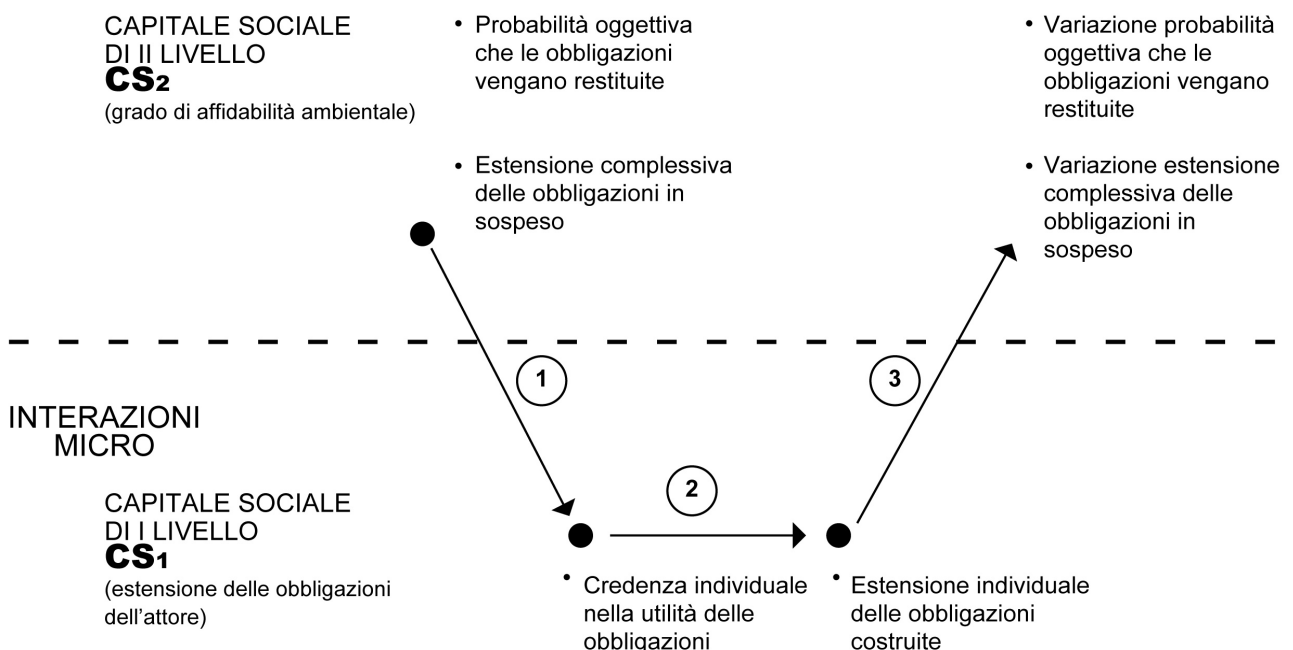 CAPITALE SOCIALE
DI II LIVELLO
CS2
(grado di affidabilità ambientale)
• Probabilità oggettiva
che le obbligazioni
vengano restituite
• Estensione complessiva
delle obbligazioni in
sospeso
• Variazione probabilità
oggettiva che le
obbligazioni vengano
restituite
• Variazione estensione
complessiva delle
obbligazioni in
sospeso
1
3
INTERAZIONI
MICRO
2
CAPITALE SOCIALE
DI I LIVELLO
CS1
(estensione delle obbligazioni
dell'attore)
• Credenza individuale
nella utilità delle
obbligazioni
• Estensione individuale
delle obbligazioni
costruite